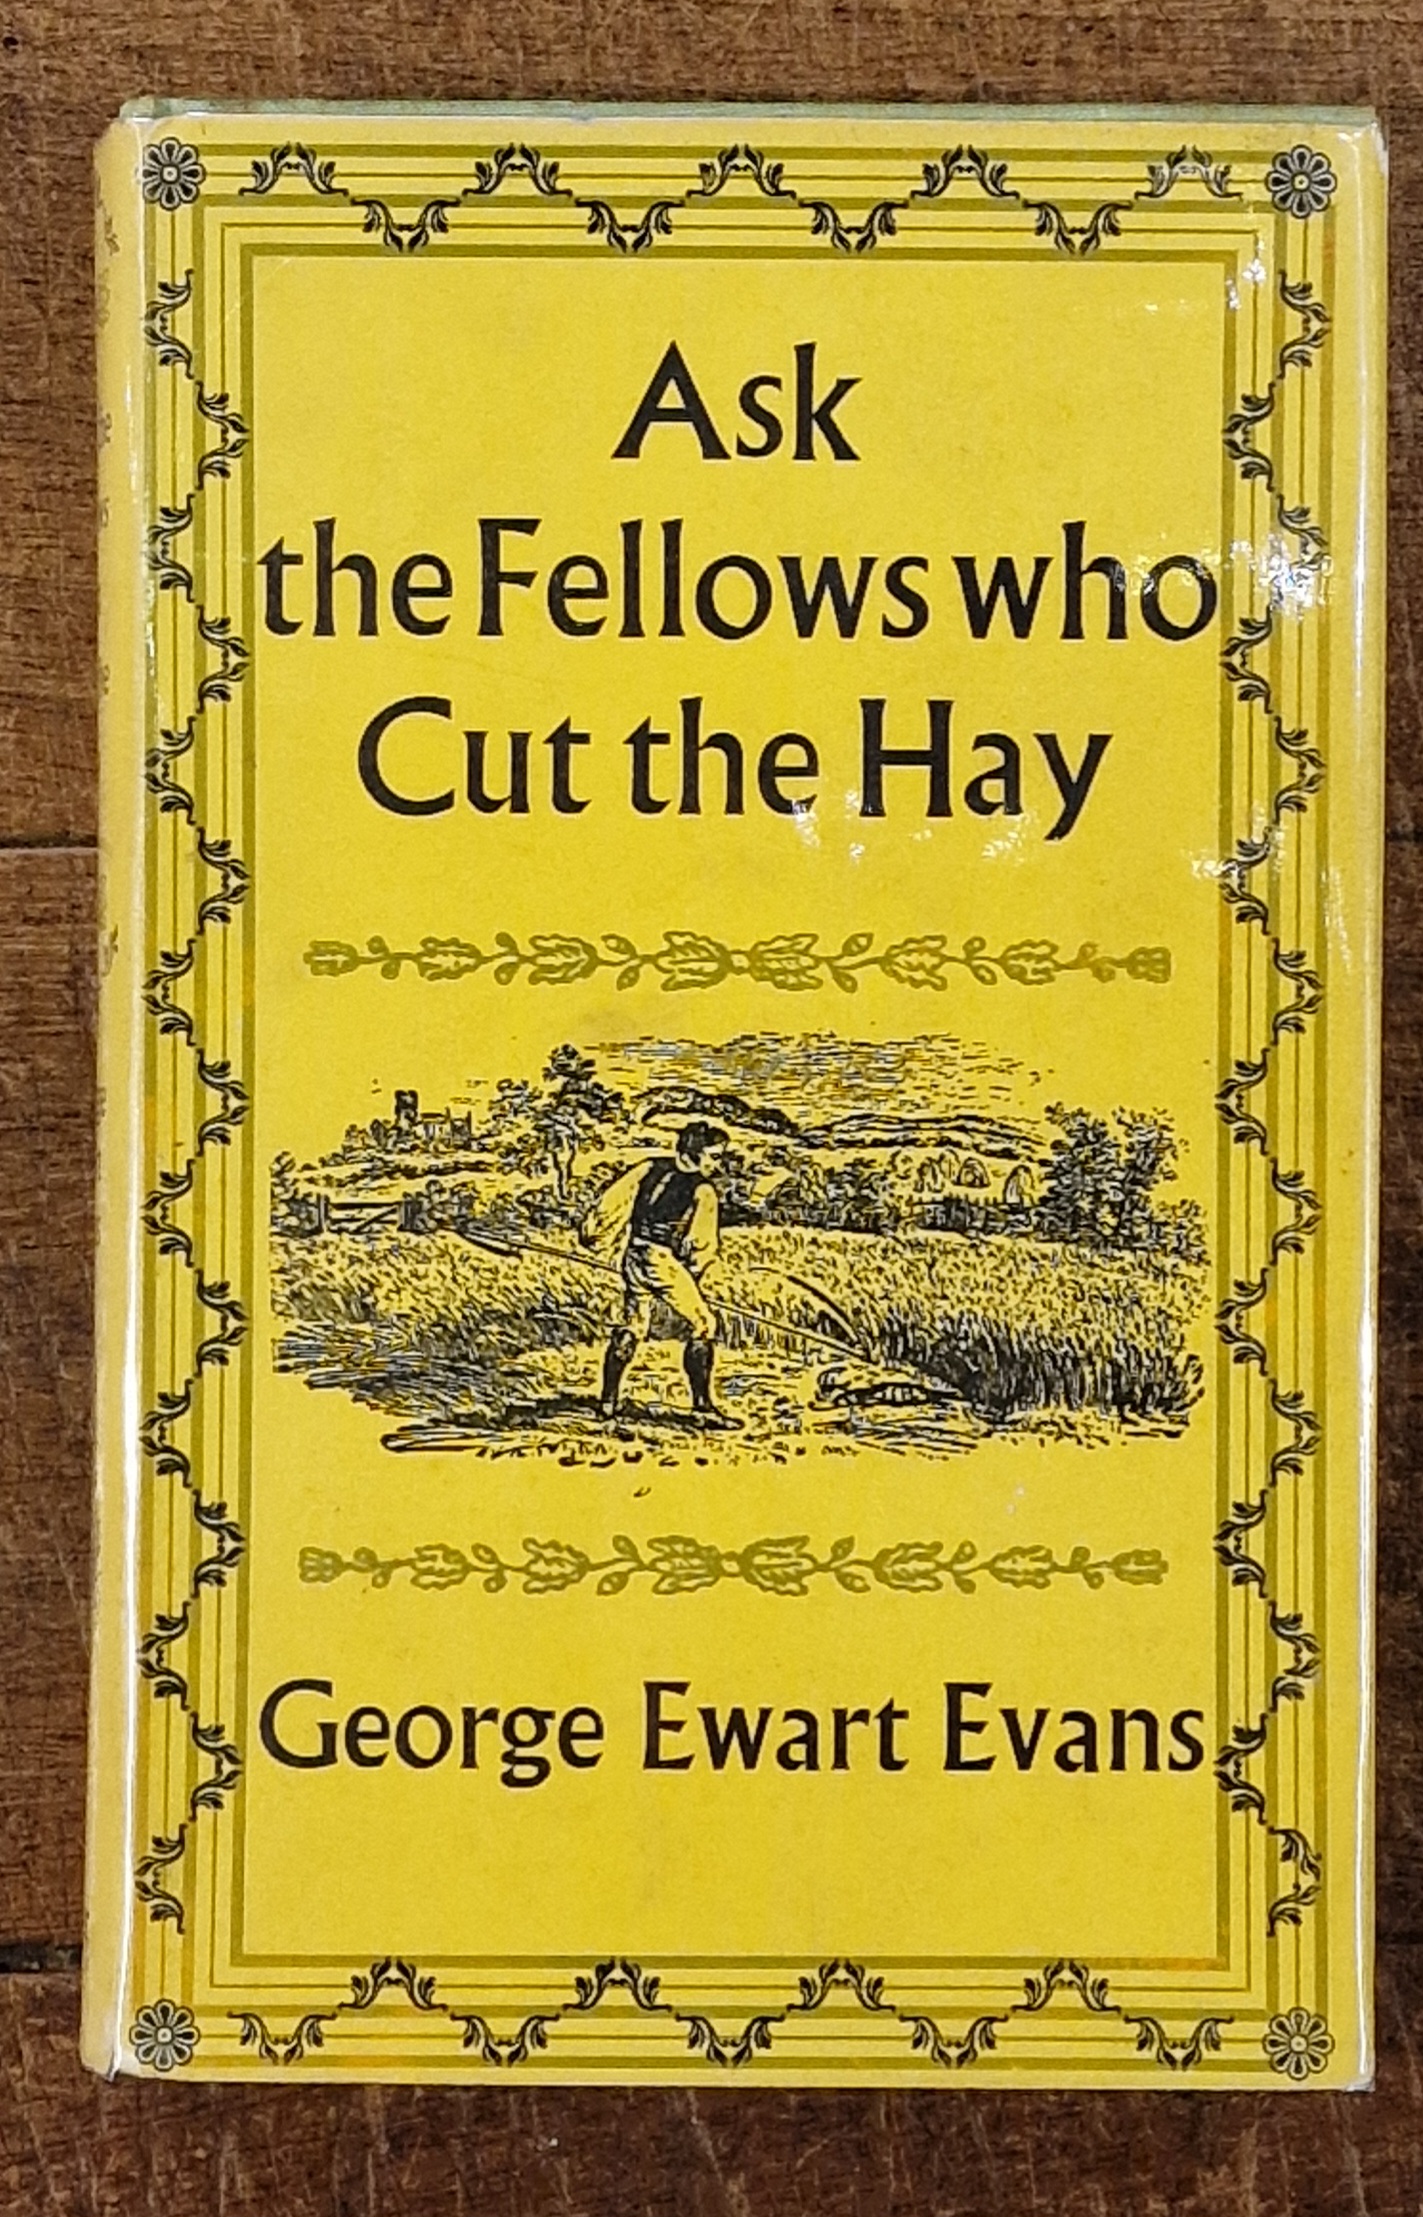 Ask
the Fellows who
Cut the Hay
George Ewart Evans